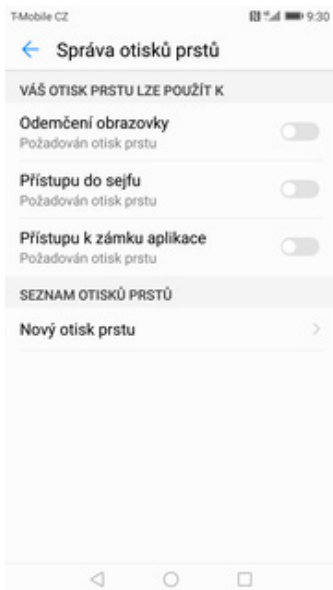 T-Mobile CZ 9:30
Správa otisků prstů
VÁŠ OTISK PRSTU LZE POUŽÍT K
Odemčení obrazovky
Požadován otisk prstu
Přístupu do sejfu
Požadován otisk prstu
Přístupu k zámku aplikace
Požadován otisk prstu
SEZNAM OTISKŮ PRSTŮ
Nový otisk prstu